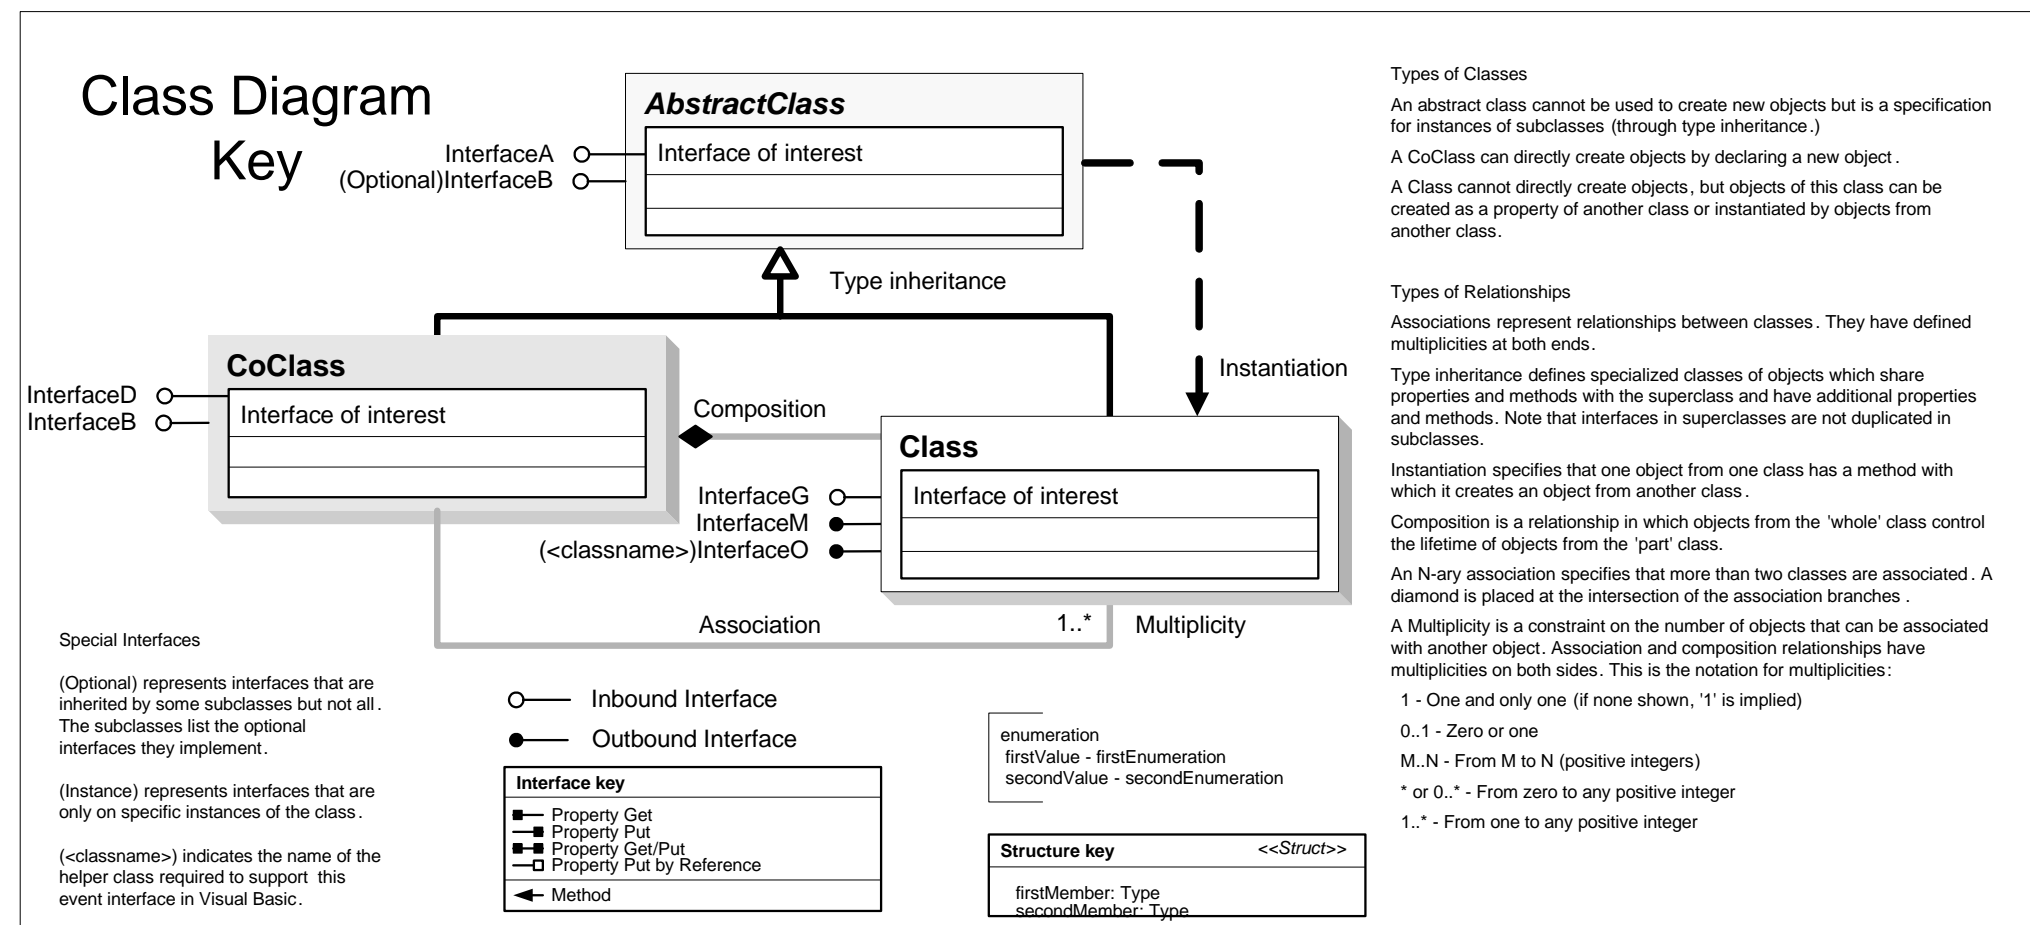 Class Diagram
Key
AbstractClass
Interface of interest
InterfaceA
(Optional)InterfaceB
Type inheritance
CoClass
Interface of interest
InterfaceD
InterfaceB
Composition
Instantiation
Class
Interface of interest
InterfaceG
InterfaceM
(<classname>)InterfaceO
Association
1..*
Multiplicity
Special Interfaces
(Optional) represents interfaces that are
inherited by some subclasses but not all.
The subclasses list the optional
interfaces they implement.
(Instance) represents interfaces that are
only on specific instances of the class.
(<classname>) indicates the name of the
helper class required to support this
event interface in Visual Basic.
Inbound Interface
Outbound Interface
Interface key
Property Get
Property Put
Property Get/Put
Property Put by Reference
Method
enumeration
firstValue - firstEnumeration
secondValue - secondEnumeration
Structure key <<Struct>>
firstMember: Type
secondMember: Type
Types of Classes
An abstract class cannot be used to create new objects but is a specification
for instances of subclasses (through type inheritance.)
A CoClass can directly create objects by declaring a new object.
A Class cannot directly create objects, but objects of this class can be
created as a property of another class or instantiated by objects from
another class.
Types of Relationships
Associations represent relationships between classes. They have defined
multiplicities at both ends.
Type inheritance defines specialized classes of objects which share
properties and methods with the superclass and have additional properties
and methods. Note that interfaces in superclasses are not duplicated in
subclasses.
Instantiation specifies that one object from one class has a method with
which it creates an object from another class.
Composition is a relationship in which objects from the 'whole' class control
the lifetime of objects from the 'part' class.
An N-ary association specifies that more than two classes are associated. A
diamond is placed at the intersection of the association branches.
A Multiplicity is a constraint on the number of objects that can be associated
with another object. Association and composition relationships have
multiplicities on both sides. This is the notation for multiplicities:
1 - One and only one (if none shown, '1' is implied)
0..1 - Zero or one
M..N - From M to N (positive integers)
* or 0..* - From zero to any positive integer
1..* - From one to any positive integer